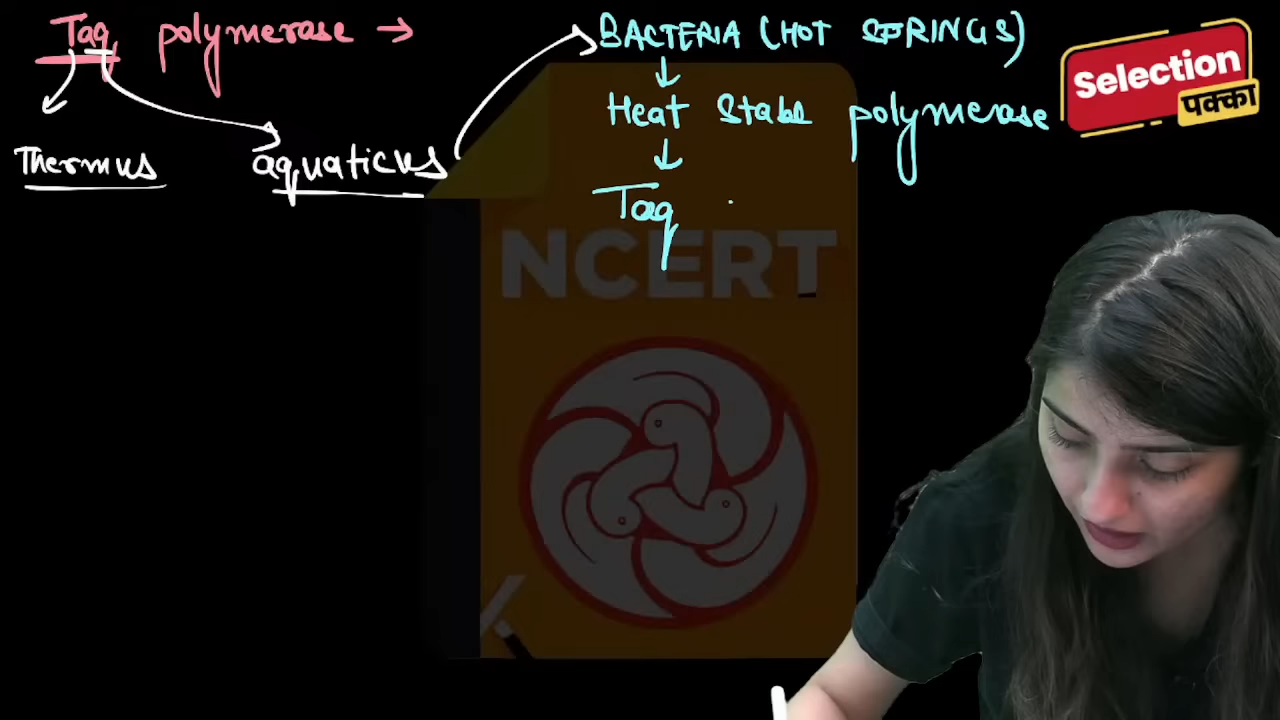 Taq polymerase →
Thermus aquaticus
BACTERIA (HOT SPRINGS)
↓
Heat stable polymerase
↓
Taq
NCERT
Selection
पक्का